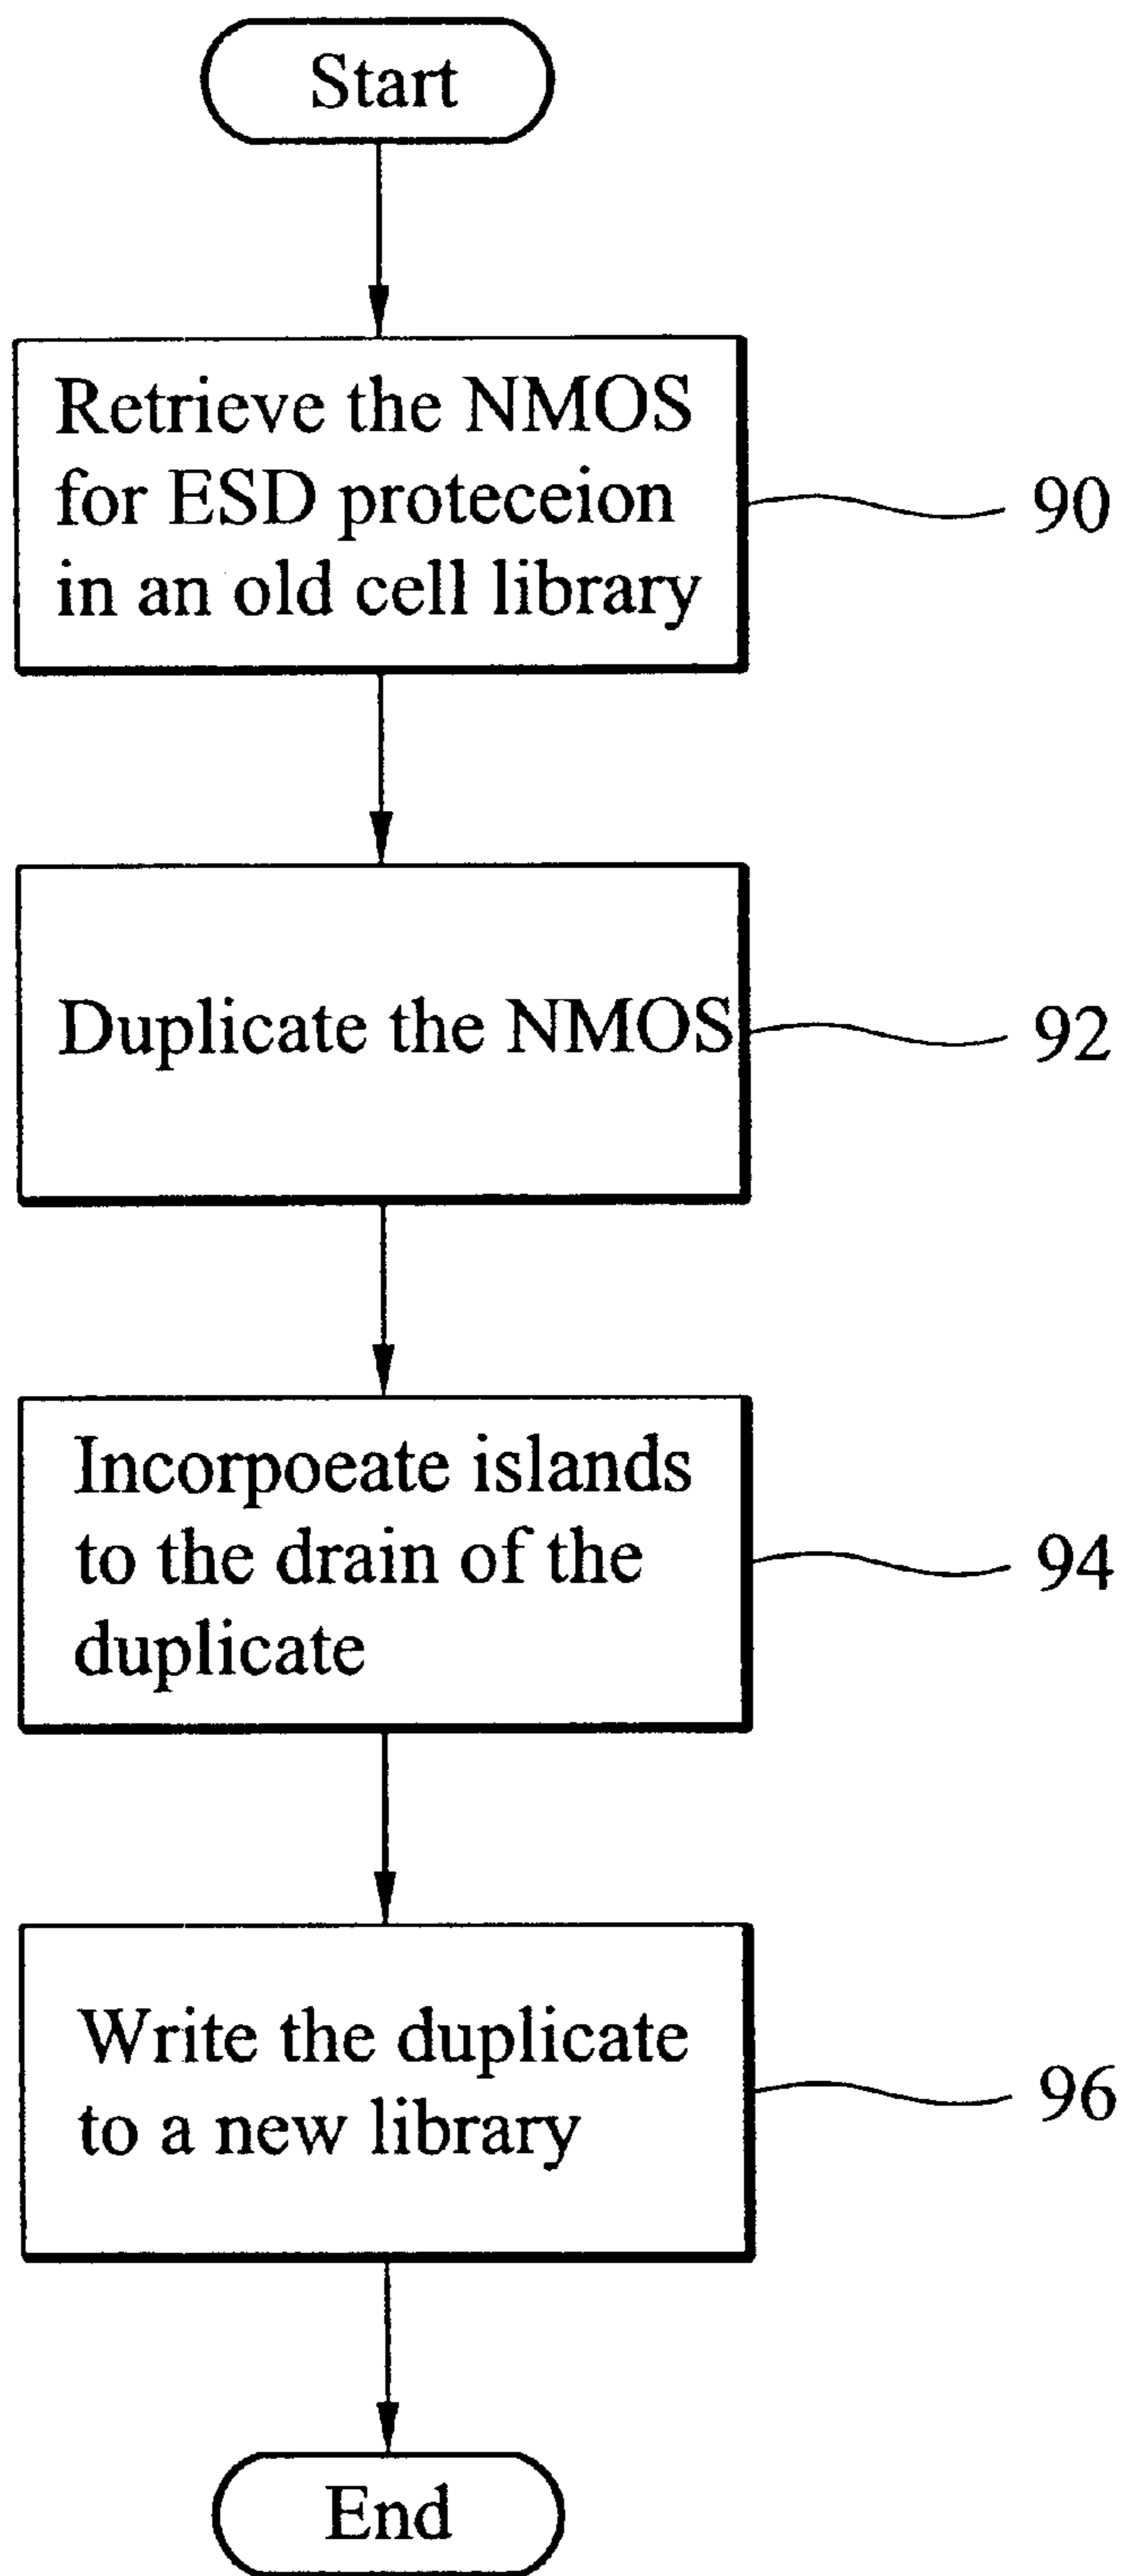 Start
Retrieve the NMOS
for ESD proteceion
in an old cell library
90
Duplicate the NMOS
92
Incorpoeate islands
to the drain of the
duplicate
94
Write the duplicate
to a new library
96
End